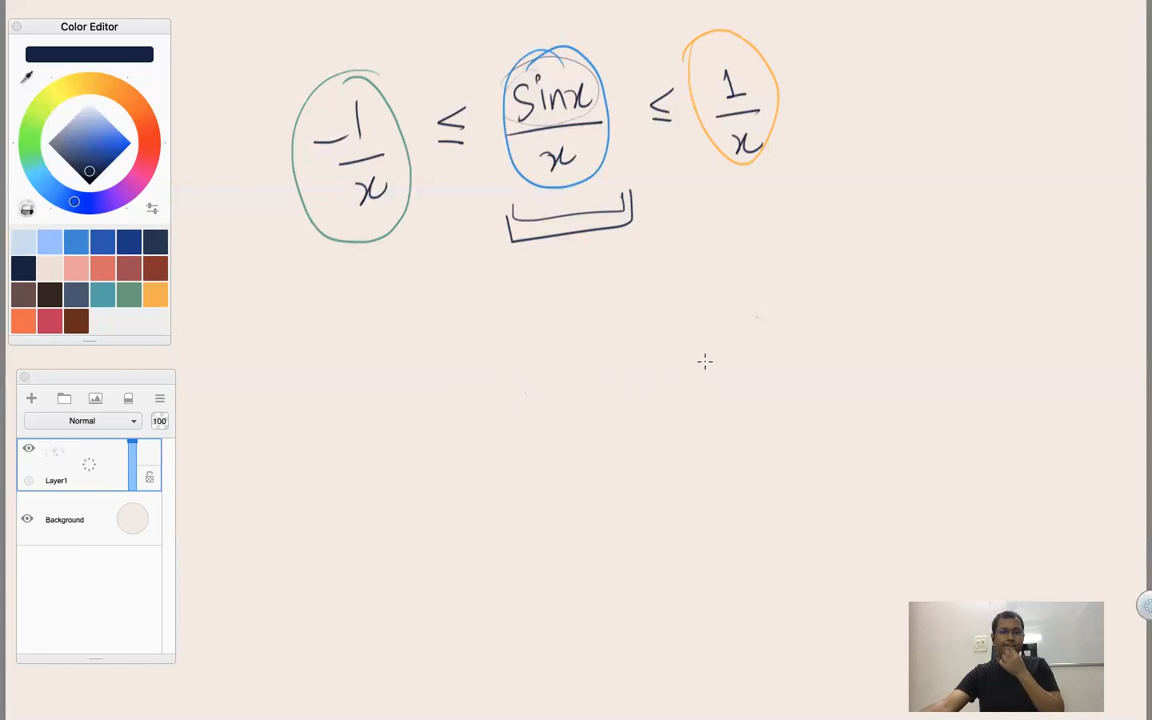 Color Editor
-1/x ≤ sinx/x ≤ 1/x
Normal 100
Layer1
Background